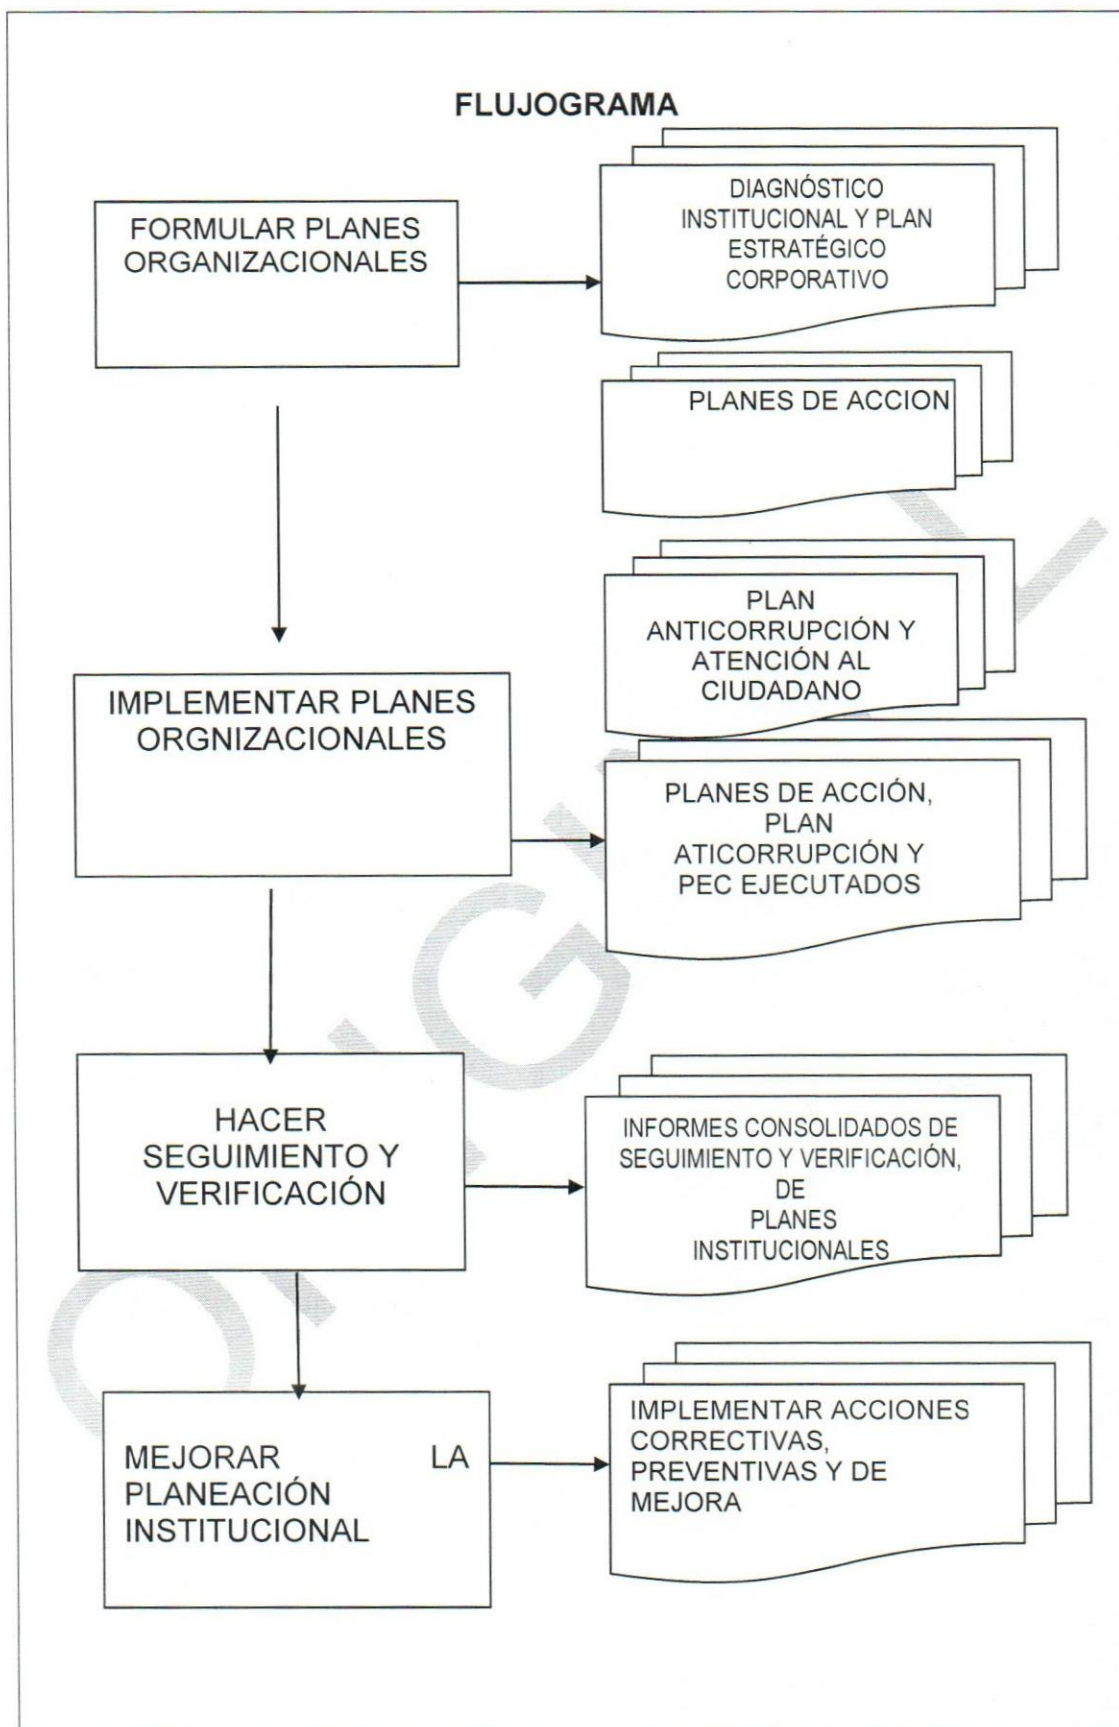 FLUJOGRAMA
FORMULAR PLANES
ORGANIZACIONALES
DIAGNÓSTICO
INSTITUCIONAL Y PLAN
ESTRATÉGICO
CORPORATIVO
PLANES DE ACCION
PLAN
ANTICORRUPCIÓN Y
ATENCIÓN AL
CIUDADANO
IMPLEMENTAR PLANES
ORGNIZACIONALES
PLANES DE ACCIÓN,
PLAN
ATICORRUPCIÓN Y
PEC EJECUTADOS
HACER
SEGUIMIENTO Y
VERIFICACIÓN
INFORMES CONSOLIDADOS DE
SEGUIMIENTO Y VERIFICACIÓN,
DE
PLANES
INSTITUCIONALES
MEJORAR LA
PLANEACIÓN
INSTITUCIONAL
IMPLEMENTAR ACCIONES
CORRECTIVAS,
PREVENTIVAS Y DE
MEJORA